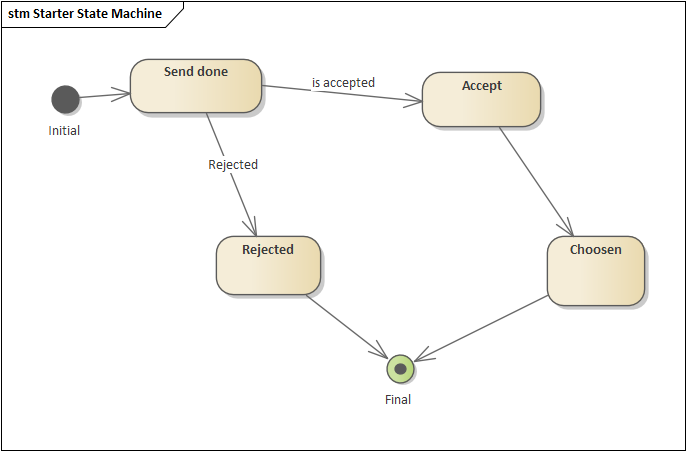 stm Starter State Machine
Send done
is accepted
Accept
Initial
Rejected
Rejected
Choosen
Final